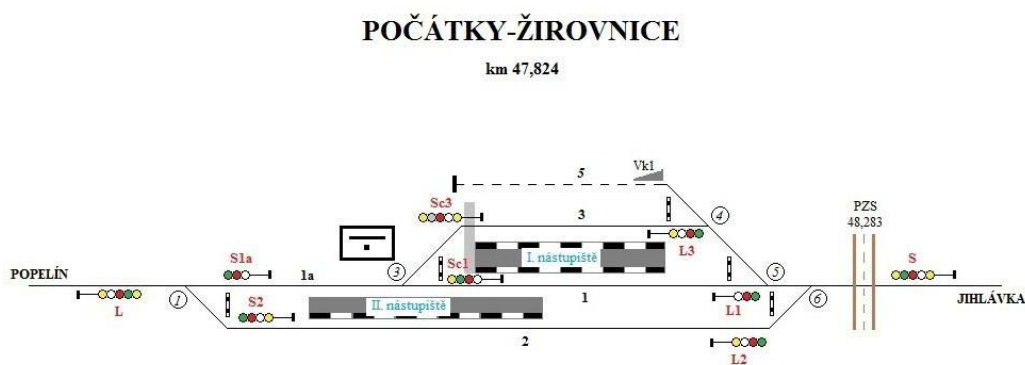 POČÁTKY-ŽIROVNICE
km 47,824
5
Vk1
Sc3
3
4
PZS
48,283
L3
I. nástupiště
S1a
Sc1
3
S
POPELÍN
1a
5
1
S2
II. nástupiště
1
L1
6
JIHLÁVKA
L
2
L2